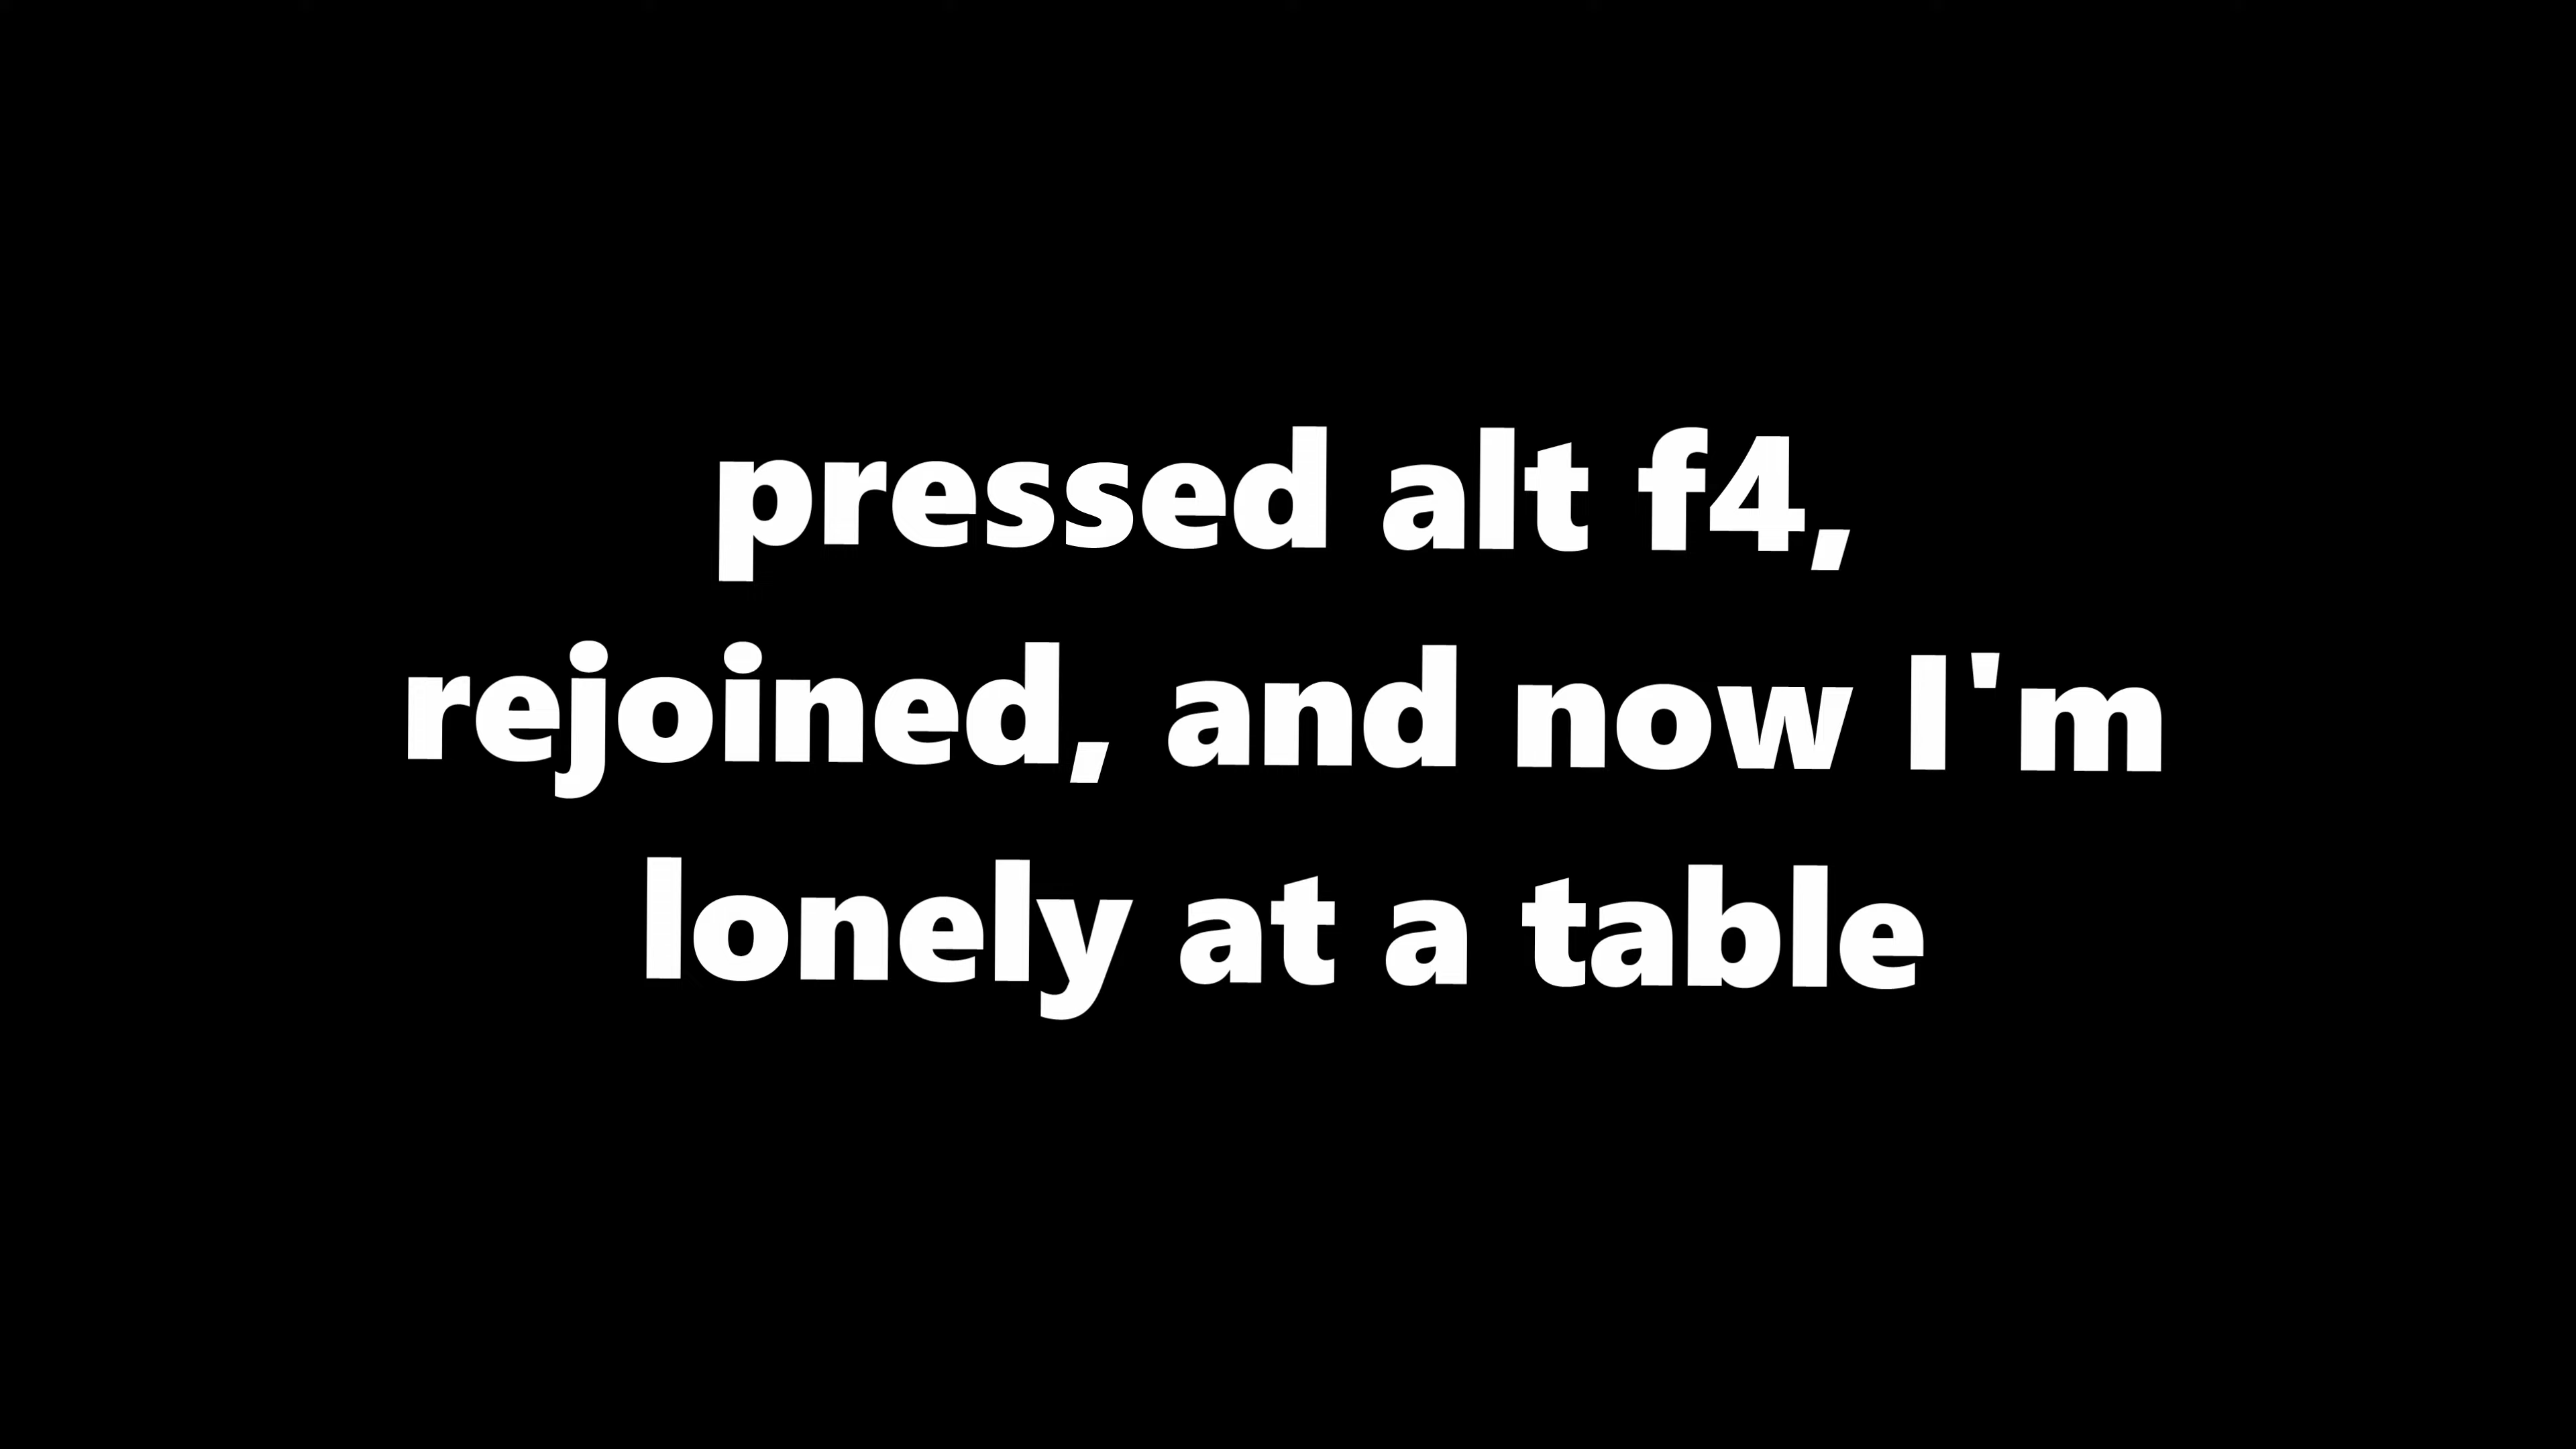 pressed alt f4,
rejoined, and now I'm
lonely at a table